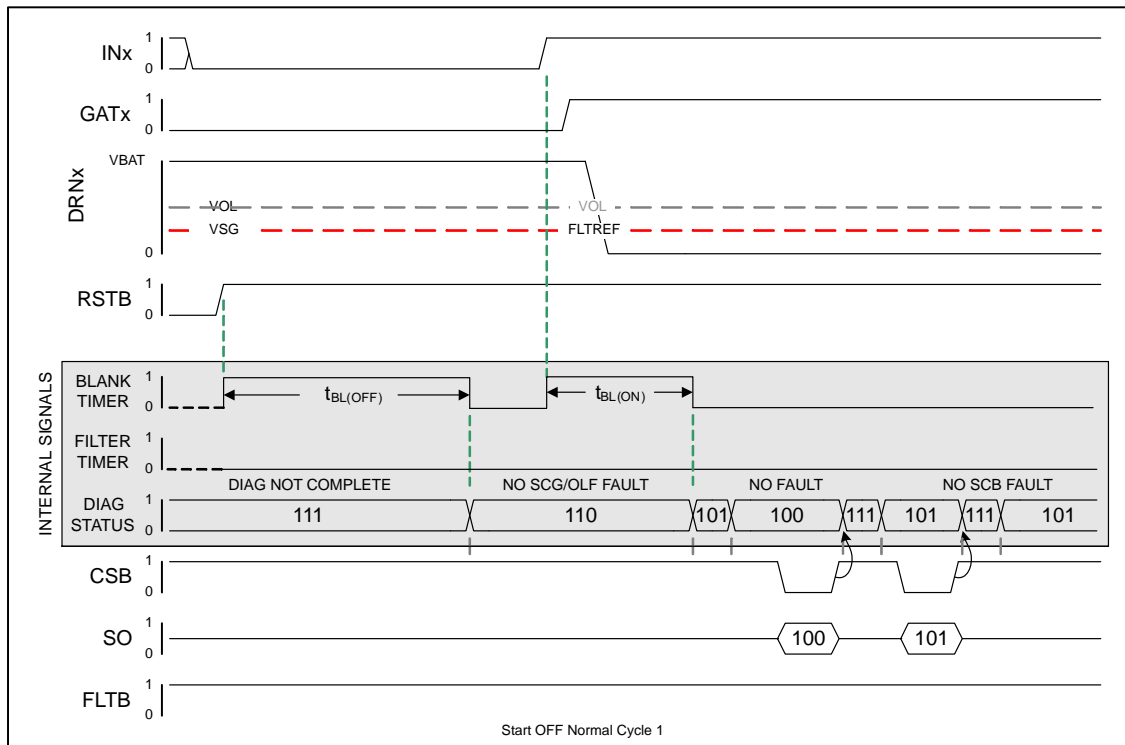 INx
1
0
GATx
1
0
DRNx
VBAT
VOL
VOL
VSG
FLTREF
0
RSTB
1
0
INTERNAL SIGNALS
BLANK
TIMER
1
0
tBL(OFF)
tBL(ON)
FILTER
TIMER
1
0
DIAG NOT COMPLETE
NO SCG/OLF FAULT
NO FAULT
NO SCB FAULT
DIAG
STATUS
1
0
111
110
101
100
111
101
111
101
CSB
1
0
SO
1
0
100
101
FLTB
1
0
Start OFF Normal Cycle 1